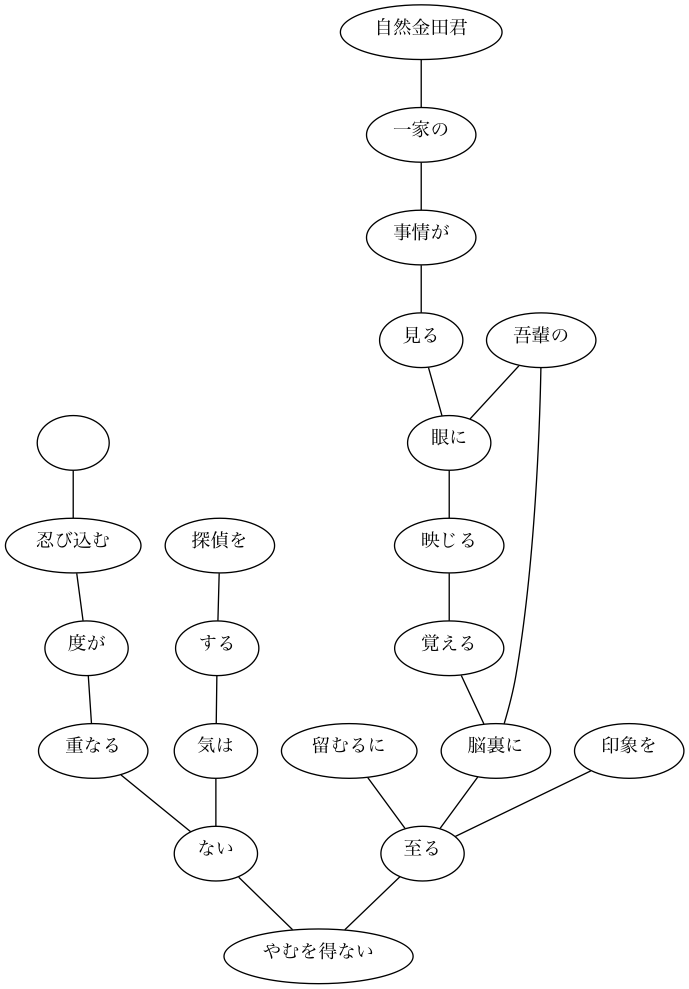 自然金田君
一家の
事情が
見る
吾輩の
眼に
忍び込む
探偵を
映じる
度が
する
覚える
重なる
気は
留むるに
脳裏に
印象を
ない
至る
やむを得ない